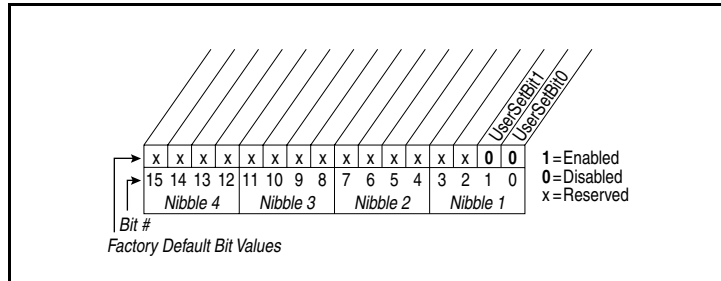 UserSetBit1
UserSetBit0
x x x x x x x x x x x x x x 0 0
15 14 13 12 11 10 9 8 7 6 5 4 3 2 1 0
Nibble 4 Nibble 3 Nibble 2 Nibble 1
1=Enabled
0=Disabled
x=Reserved
Bit #
Factory Default Bit Values